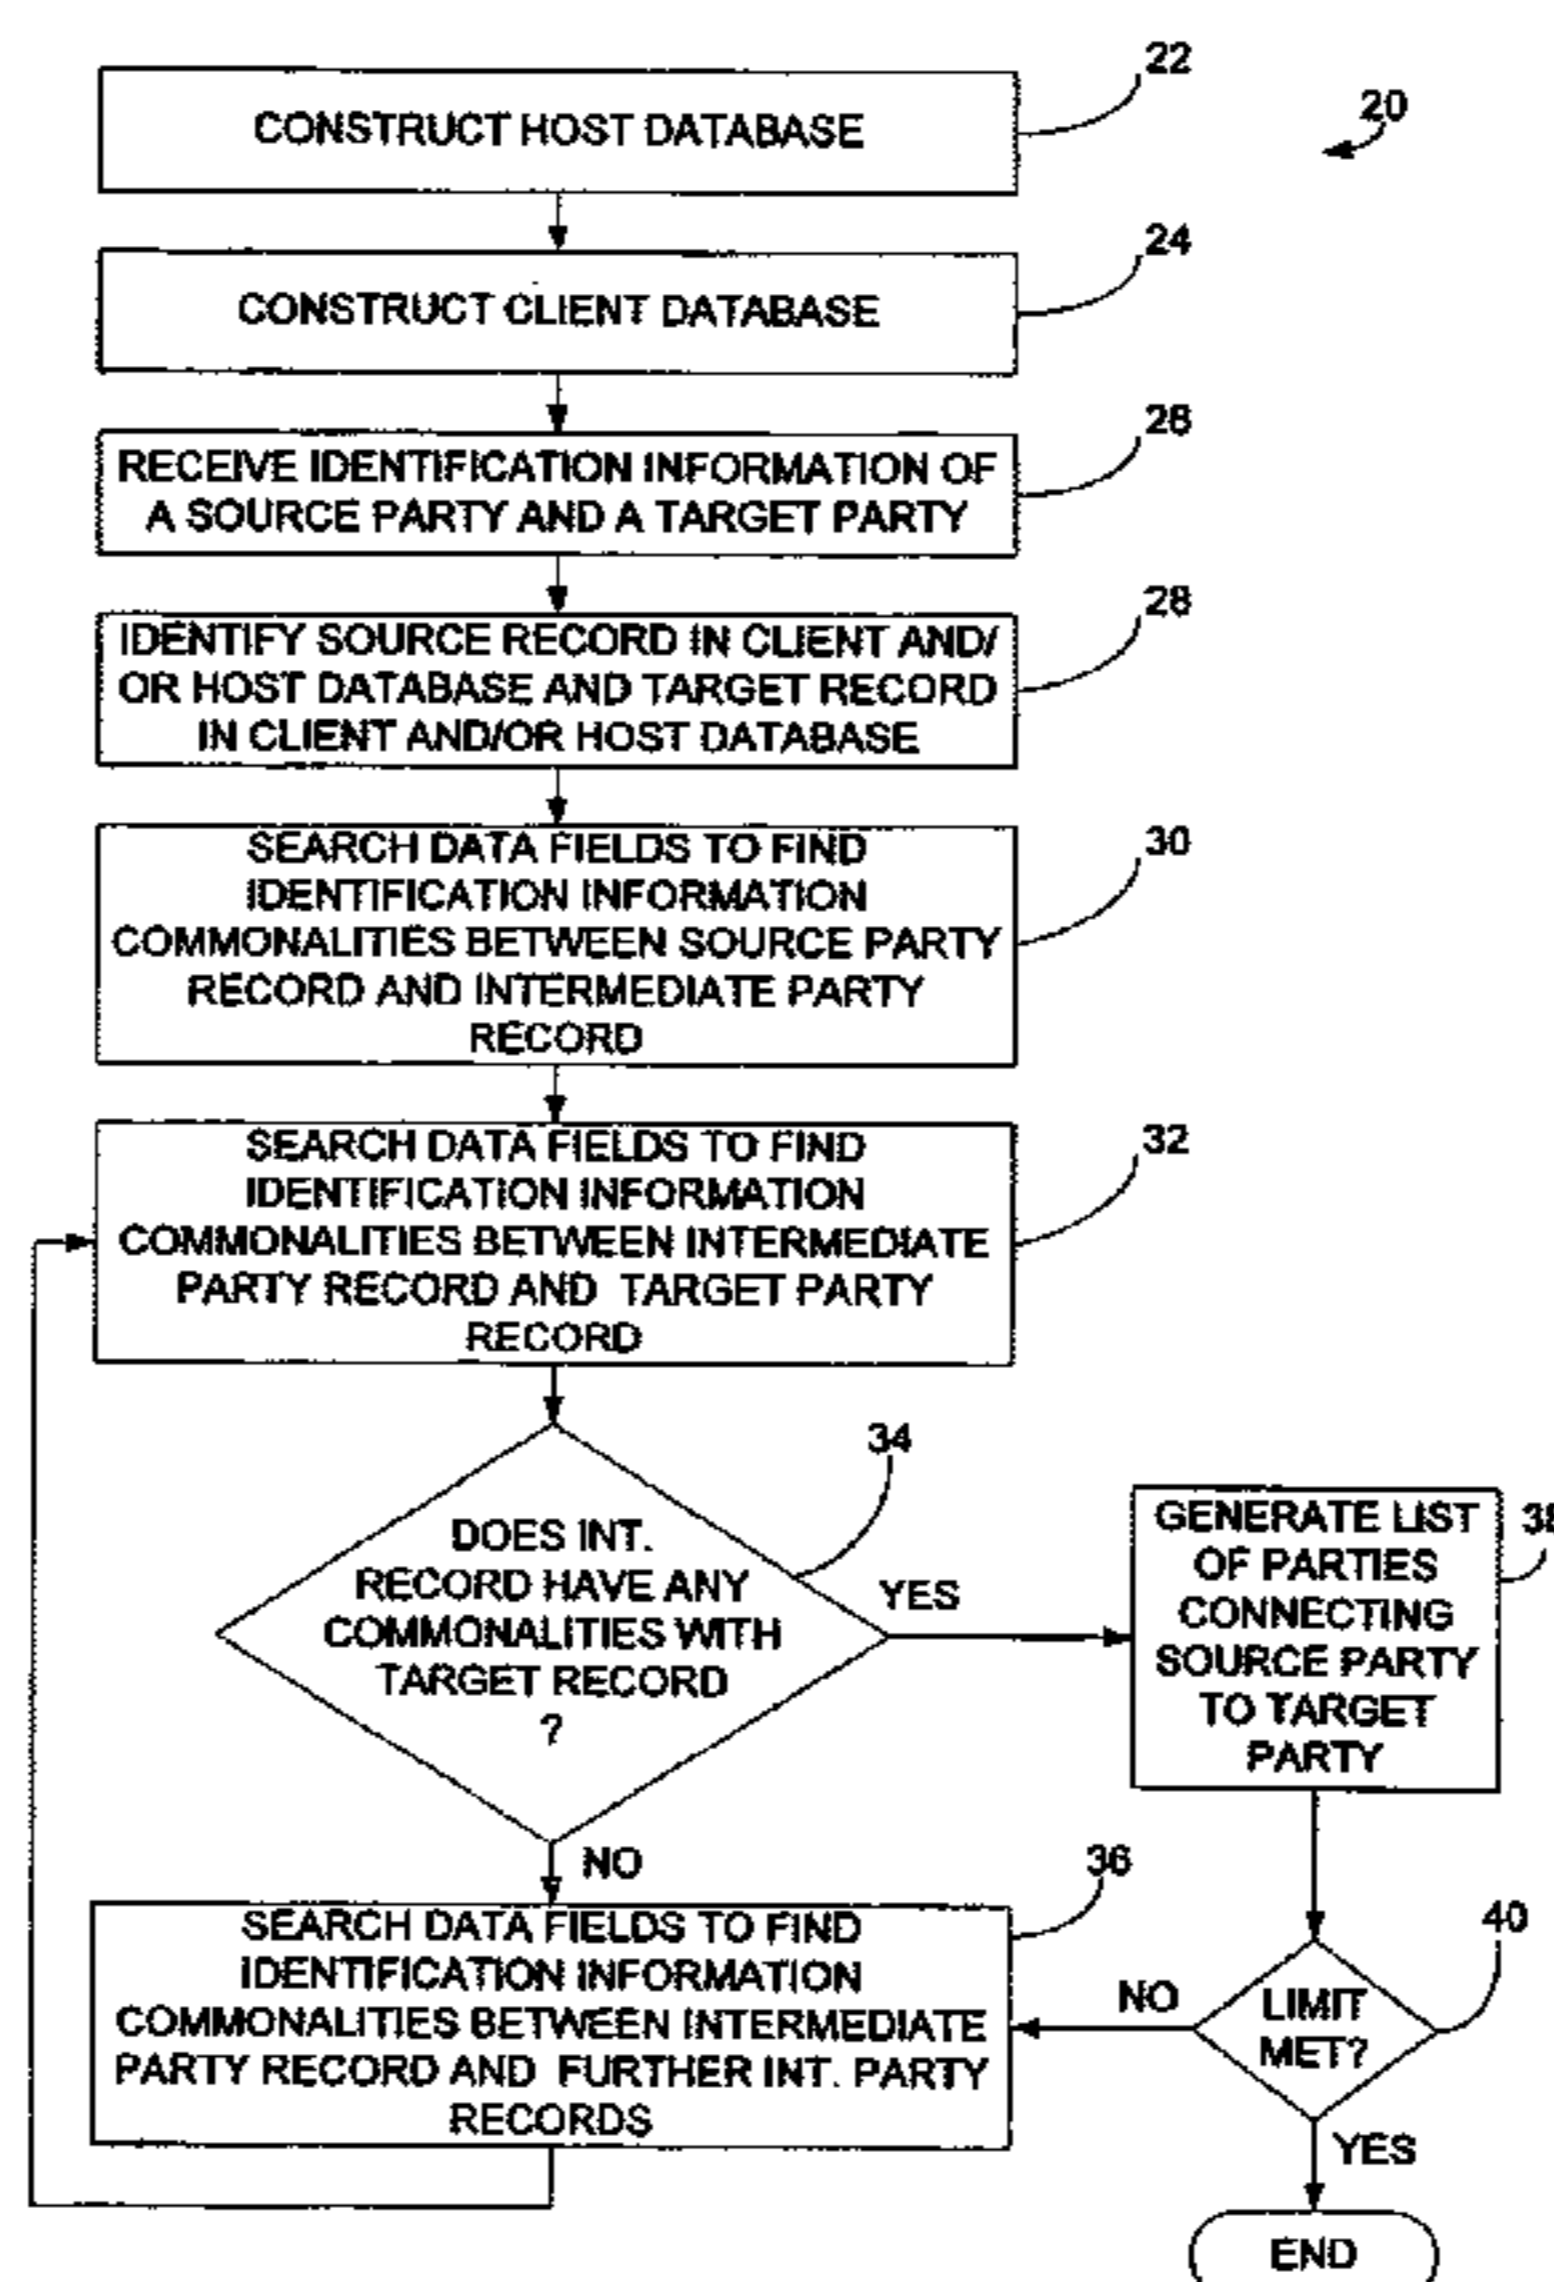 22
20
CONSTRUCT HOST DATABASE
24
CONSTRUCT CLIENT DATABASE
26
RECEIVE IDENTIFICATION INFORMATION OF
A SOURCE PARTY AND A TARGET PARTY
28
IDENTIFY SOURCE RECORD IN CLIENT AND/
OR HOST DATABASE AND TARGET RECORD
IN CLIENT AND/OR HOST DATABASE
30
SEARCH DATA FIELDS TO FIND
IDENTIFICATION INFORMATION
COMMONALITIES BETWEEN SOURCE PARTY
RECORD AND INTERMEDIATE PARTY
RECORD
32
SEARCH DATA FIELDS TO FIND
IDENTIFICATION INFORMATION
COMMONALITIES BETWEEN INTERMEDIATE
PARTY RECORD AND TARGET PARTY
RECORD
34
DOES INT.
RECORD HAVE ANY
COMMONALITIES WITH
TARGET RECORD
?
YES
GENERATE LIST
OF PARTIES
CONNECTING
SOURCE PARTY
TO TARGET
PARTY
38
NO
36
SEARCH DATA FIELDS TO FIND
IDENTIFICATION INFORMATION
COMMONALITIES BETWEEN INTERMEDIATE
PARTY RECORD AND FURTHER INT. PARTY
RECORDS
40
NO
LIMIT
MET?
YES
END